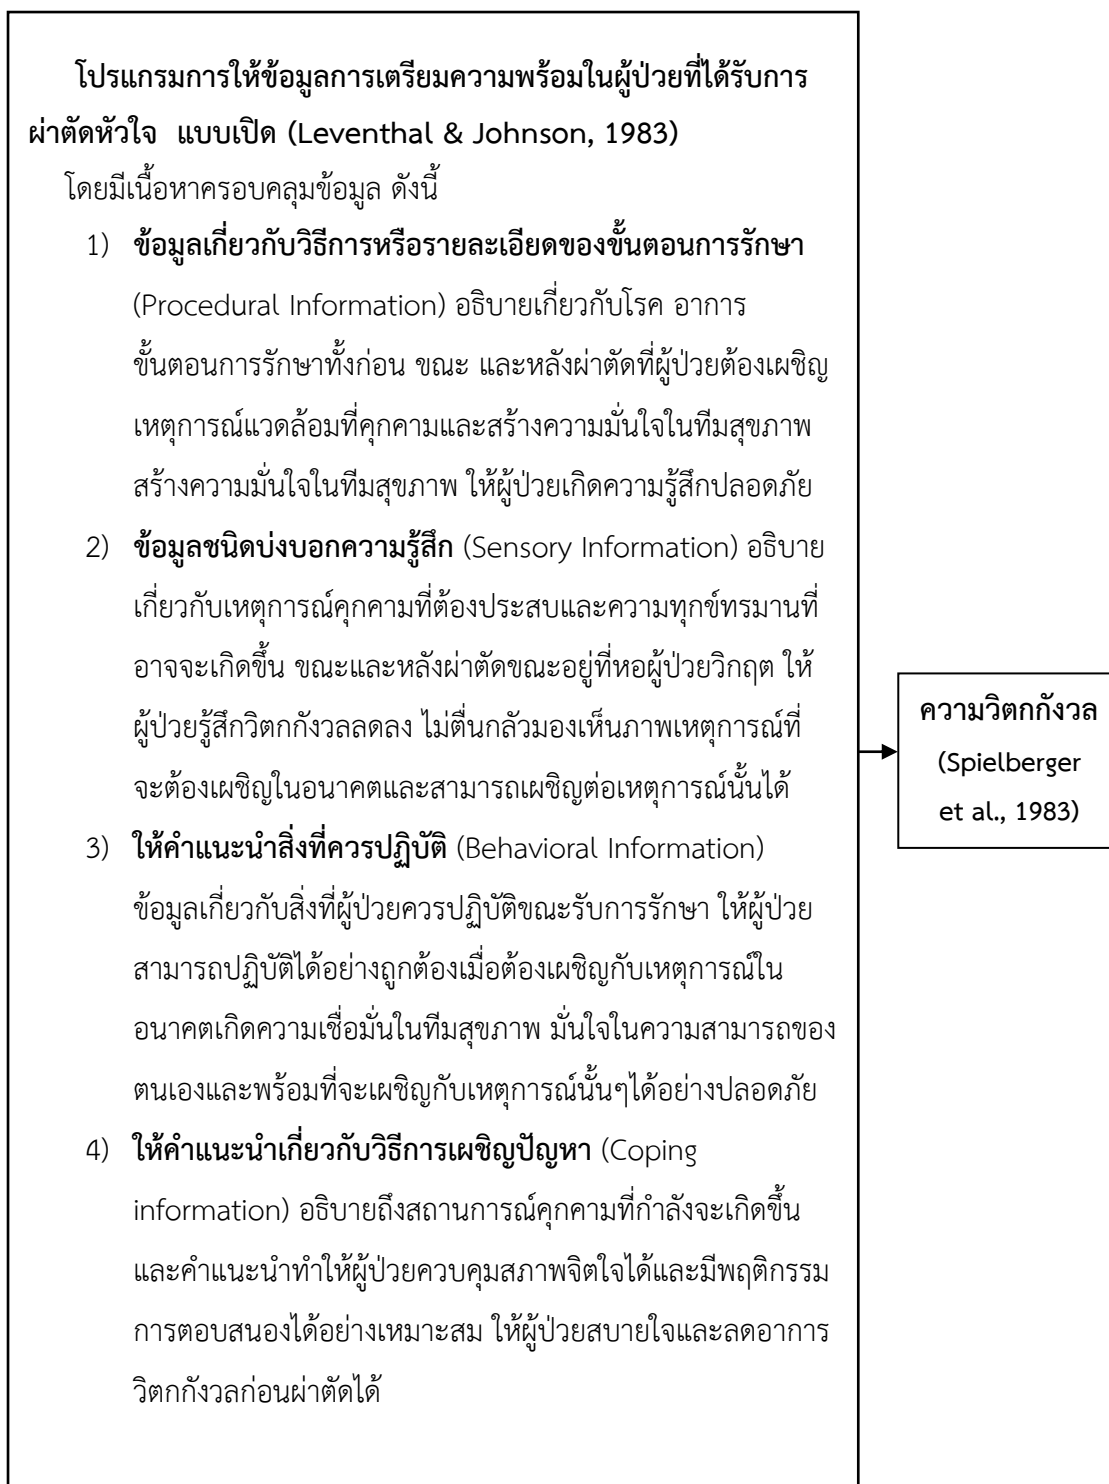 โปรแกรมการให้ข้อมูลการเตรียมความพร้อมในผู้ป่วยที่ได้รับการ
ผ่าตัดหัวใจ แบบเปิด (Leventhal & Johnson, 1983)
โดยมีเนื้อหาครอบคลุมข้อมูล ดังนี้
1) ข้อมูลเกี่ยวกับวิธีการหรือรายละเอียดของขั้นตอนการรักษา
(Procedural Information) อธิบายเกี่ยวกับโรค อาการ
ขั้นตอนการรักษาทั้งก่อน ขณะ และหลังผ่าตัดที่ผู้ป่วยต้องเผชิญ
เหตุการณ์แวดล้อมที่คุกคามและสร้างความมั่นใจในทีมสุขภาพ
สร้างความมั่นใจในทีมสุขภาพ ให้ผู้ป่วยเกิดความรู้สึกปลอดภัย
2) ข้อมูลชนิดบ่งบอกความรู้สึก (Sensory Information) อธิบาย
เกี่ยวกับเหตุการณ์คุกคามที่ต้องประสบและความทุกข์ทรมานที่
อาจจะเกิดขึ้น ขณะและหลังผ่าตัดขณะอยู่ที่หอผู้ป่วยวิกฤต ให้
ผู้ป่วยรู้สึกวิตกกังวลลดลง ไม่ตื่นกลัวมองเห็นภาพเหตุการณ์ที่
จะต้องเผชิญในอนาคตและสามารถเผชิญต่อเหตุการณ์นั้นได้
3) ให้คำแนะนำสิ่งที่ควรปฏิบัติ (Behavioral Information)
ข้อมูลเกี่ยวกับสิ่งที่ผู้ป่วยควรปฏิบัติขณะรับการรักษา ให้ผู้ป่วย
สามารถปฏิบัติได้อย่างถูกต้องเมื่อต้องเผชิญกับเหตุการณ์ใน
อนาคตเกิดความเชื่อมั่นในทีมสุขภาพ มั่นใจในความสามารถของ
ตนเองและพร้อมที่จะเผชิญกับเหตุการณ์นั้นๆได้อย่างปลอดภัย
4) ให้คำแนะนำเกี่ยวกับวิธีการเผชิญปัญหา (Coping
information) อธิบายถึงสถานการณ์คุกคามที่กำลังจะเกิดขึ้น
และคำแนะนำทำให้ผู้ป่วยควบคุมสภาพจิตใจได้และมีพฤติกรรม
การตอบสนองได้อย่างเหมาะสม ให้ผู้ป่วยสบายใจและลดอาการ
วิตกกังวลก่อนผ่าตัดได้
ความวิตกกังวล
(Spielberger
et al., 1983)